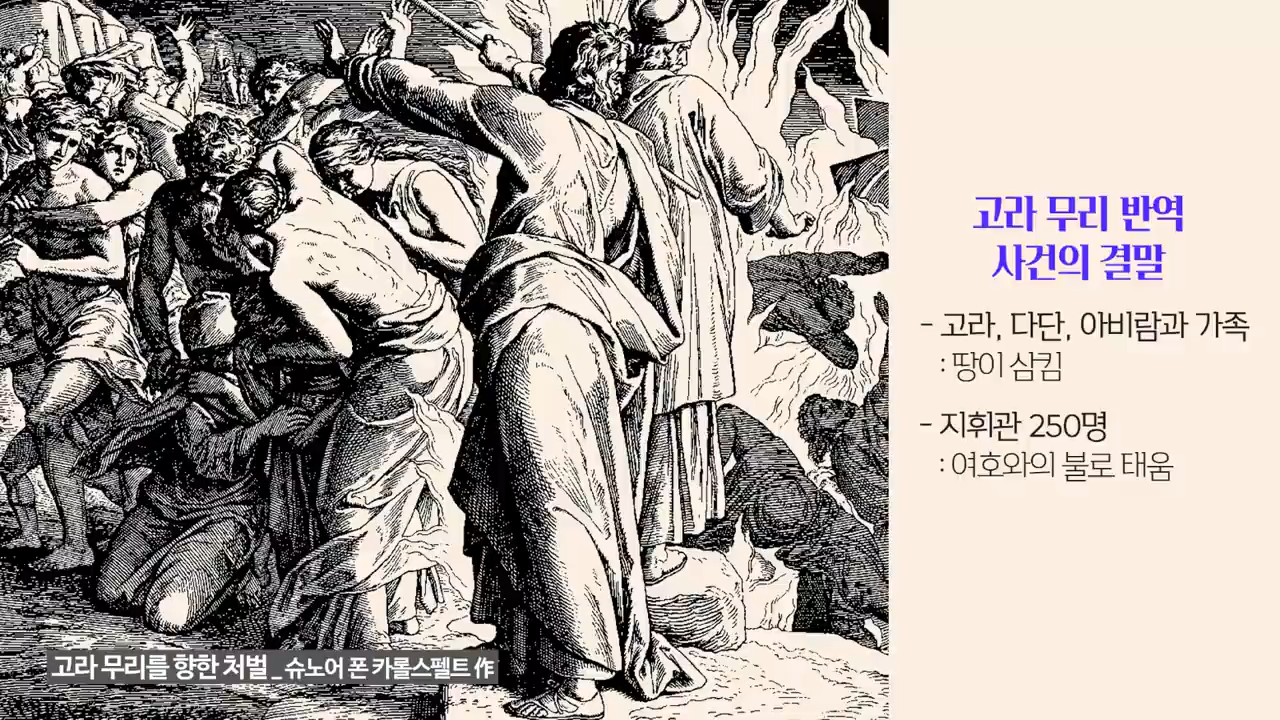 고라 무리 반역
사건의 결말
- 고라, 다단, 아비람과 가족
: 땅이 삼킴
- 지휘관 250명
: 여호와의 불로 태움
고라 무리를 향한 처벌 _ 슈노어 폰 카롤스펠트 作